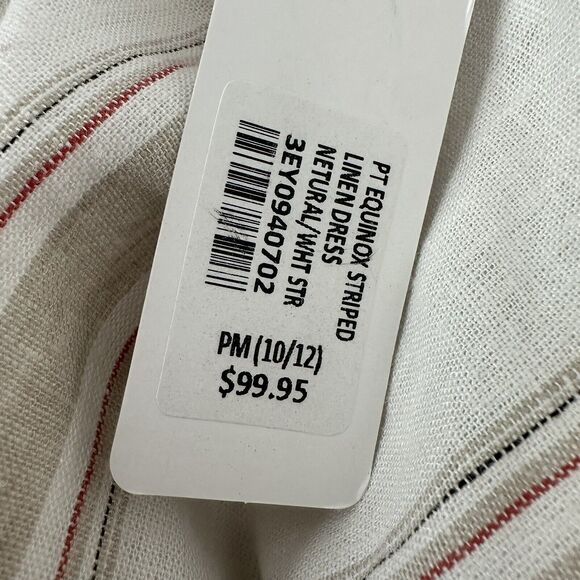 PT EQUINOX STRIPED
LINEN DRESS
NETURAL/WHT STR
3EY0940702
PM (10/12)
$99.95